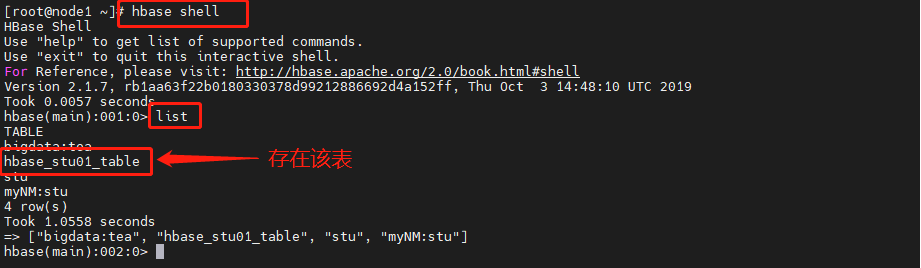 [root@node1 ~]# hbase shell
HBase Shell
Use "help" to get list of supported commands.
Use "exit" to quit this interactive shell.
For Reference, please visit: http://hbase.apache.org/2.0/book.html#shell
Version 2.1.7, rb1aa63f22b0180330378d99212886692d4a152ff, Thu Oct  3 14:48:10 UTC 2019
Took 0.0057 seconds
hbase(main):001:0> list
TABLE
bigdata:tea
hbase_stu01_table 存在该表
stu
myNM:stu
4 row(s)
Took 1.0558 seconds
=> ["bigdata:tea", "hbase_stu01_table", "stu", "myNM:stu"]
hbase(main):002:0>